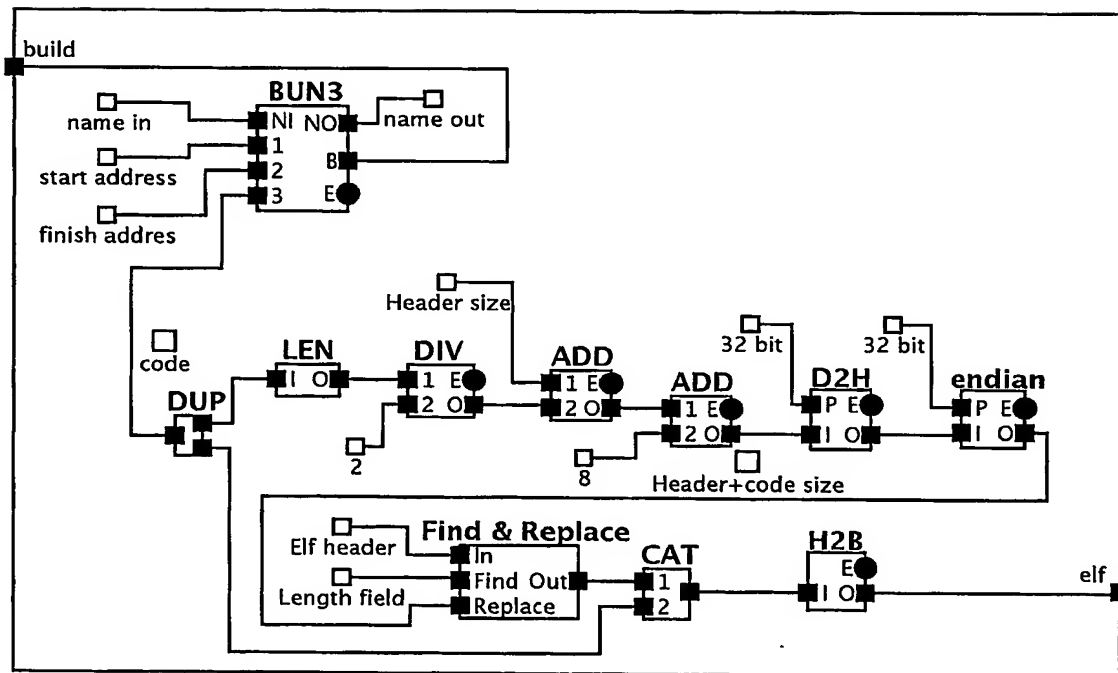 build
BUN3
name in
NI NO
name out
1
start address
2
B
3
E
finish addres
Header size
code
LEN
I O
DIV
1 E
2 O
2
ADD
1 E
2 O
8
ADD
1 E
2 O
Header+code size
32 bit
D2H
P E
I O
32 bit
endian
P E
I O
DUP
Elf header
Length field
Find & Replace
In
Find Out
Replace
CAT
1
2
H2B
E
I O
elf